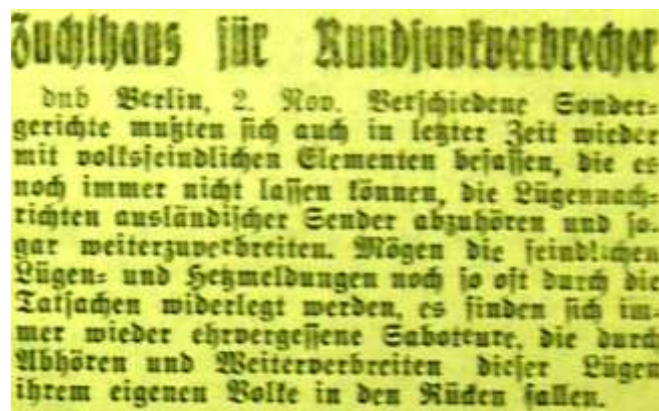 Zuchthaus für Rundfunkverbrecher
dnb Berlin, 2. Nov. Verschiedene Sonder-
gerichte mußten sich auch in letzter Zeit wieder
mit volksfeindlichen Elementen befassen, die es
noch immer nicht lassen können, die Lügennach-
richten ausländischer Sender abzuhören und so-
gar weiterzuverbreiten. Mögen die feindlichen
Lügen- und Hetzmeldungen noch so oft durch die
Tatsachen widerlegt werden, es finden sich im-
mer wieder ehrvergessene Saboteure, die durch
Abhören und Weiterverbreiten dieser Lügen
ihrem eigenen Volke in den Rücken fallen.